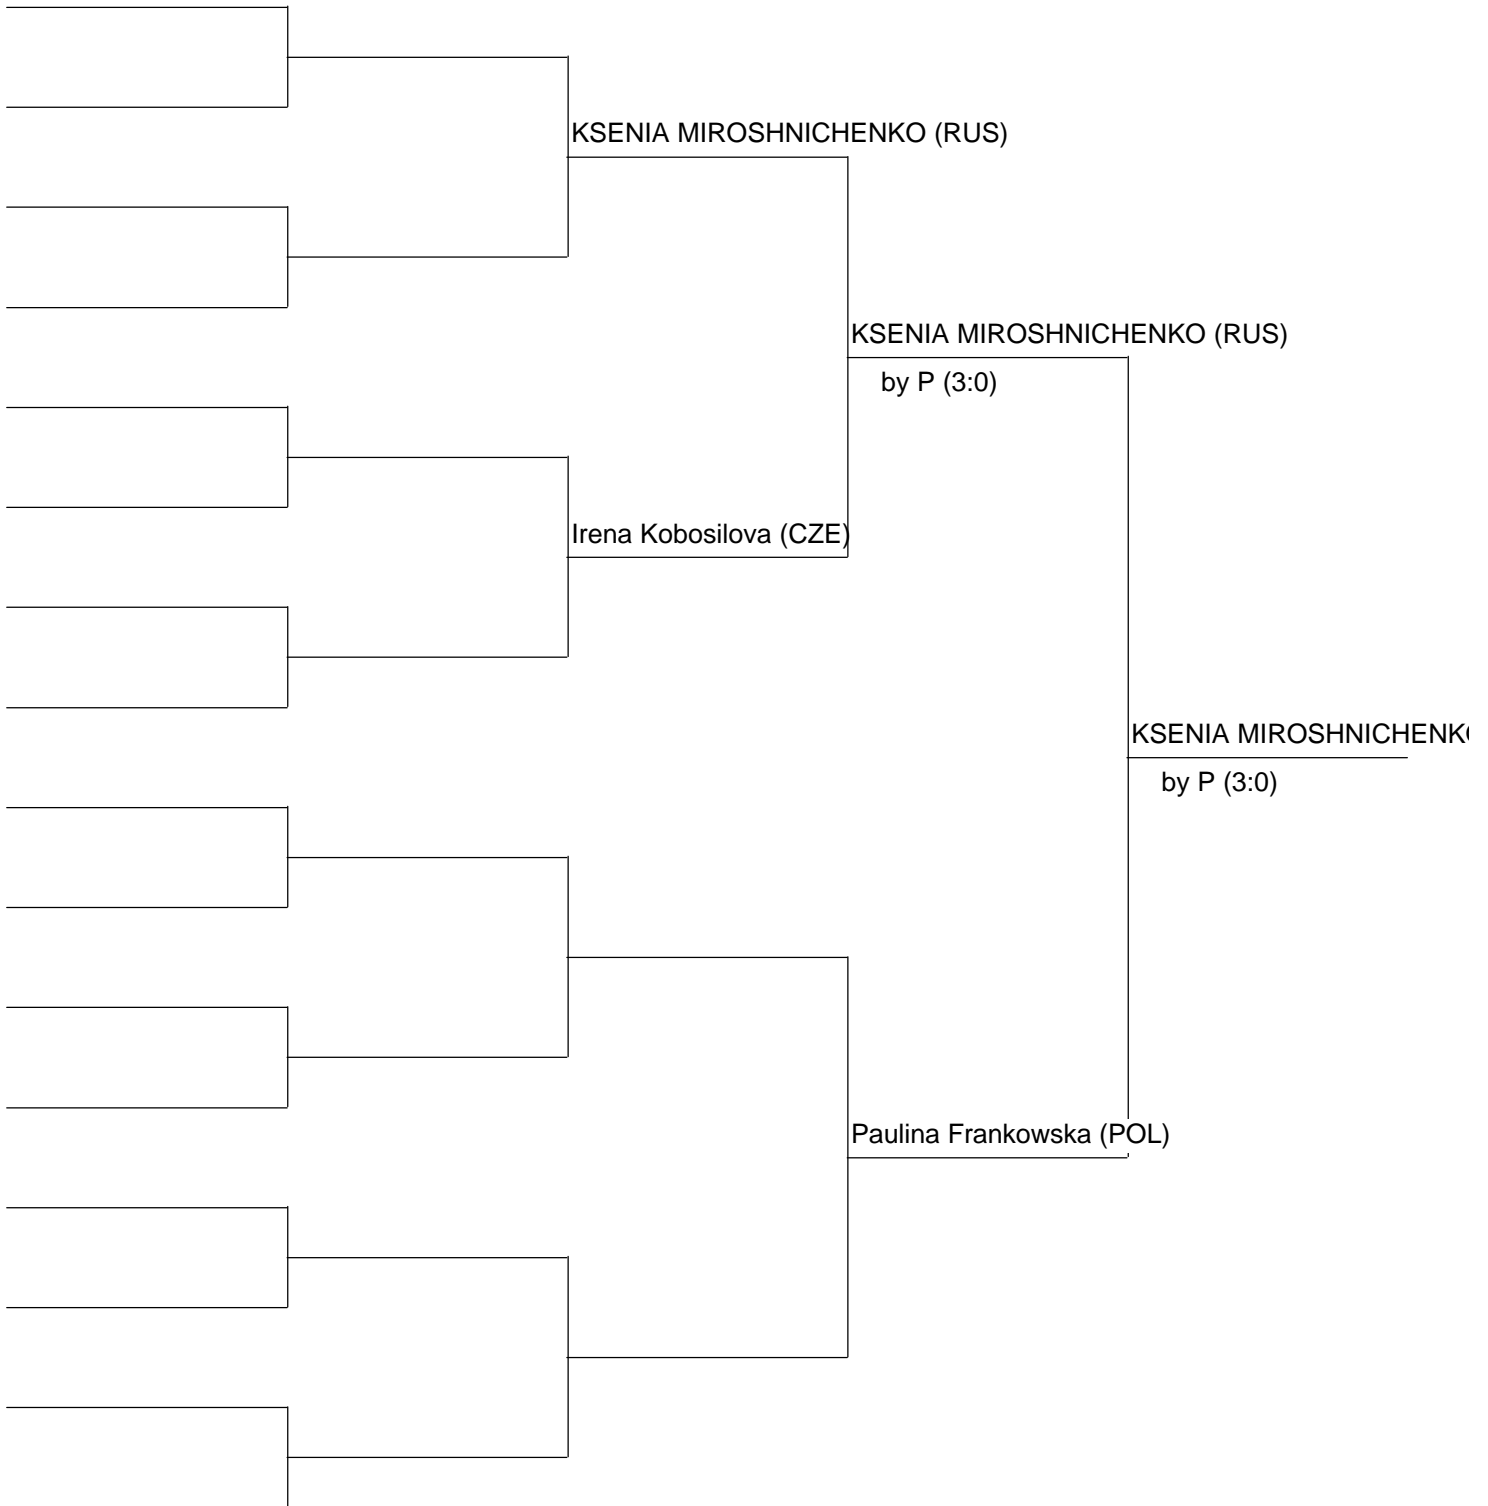 KSENIA MIROSHNICHENKO (RUS)
KSENIA MIROSHNICHENKO (RUS)
by P (3:0)
Irena Kobosilova (CZE)
KSENIA MIROSHNICHENK
by P (3:0)
Paulina Frankowska (POL)